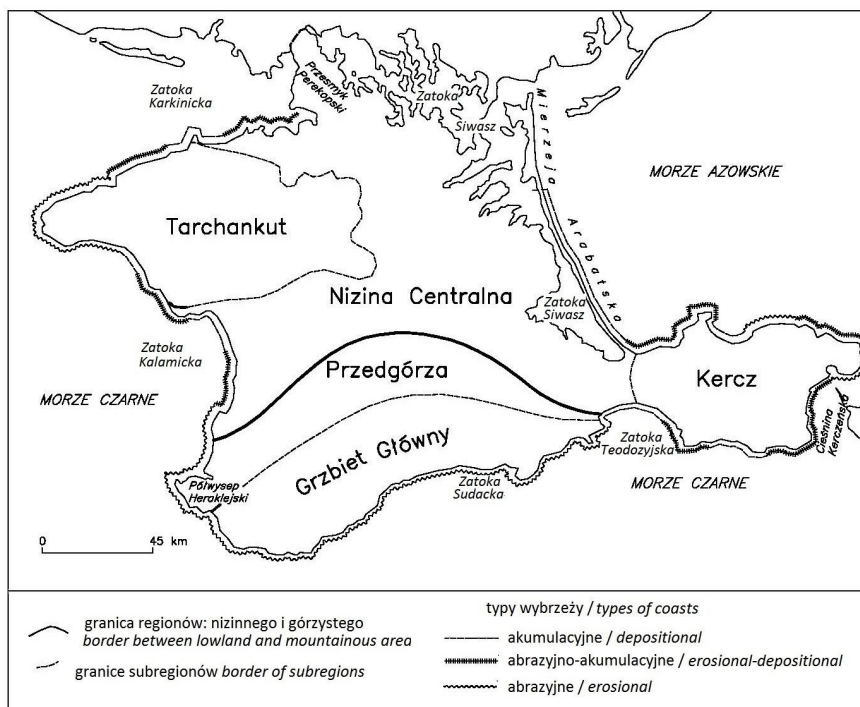 Zatoka
Karkinicka
Przesmyk
Perekopski
Zatoka
Siwasz
Mierzeja Arabatska
MORZE AZOWSKIE
Tarchankut
Nizina Centralna
Zatoka
Siwasz
Zatoka
Kalamicka
Przedgórza
Kercz
MORZE CZARNE
Grzbiet Główny
Zatoka
Teodozyjska
Cieśnina
Kerczeńska
Półwysep
Heraklejski
Zatoka
Sudacka
MORZE CZARNE
0 45 km
granica regionów: nizinnego i górzystego
border between lowland and mountainous area
granice subregionów border of subregions
typy wybrzeży / types of coasts
akumulacyjne / depositional
abrazyjno-akumulacyjne / erosional-depositional
abrazyjne / erosional